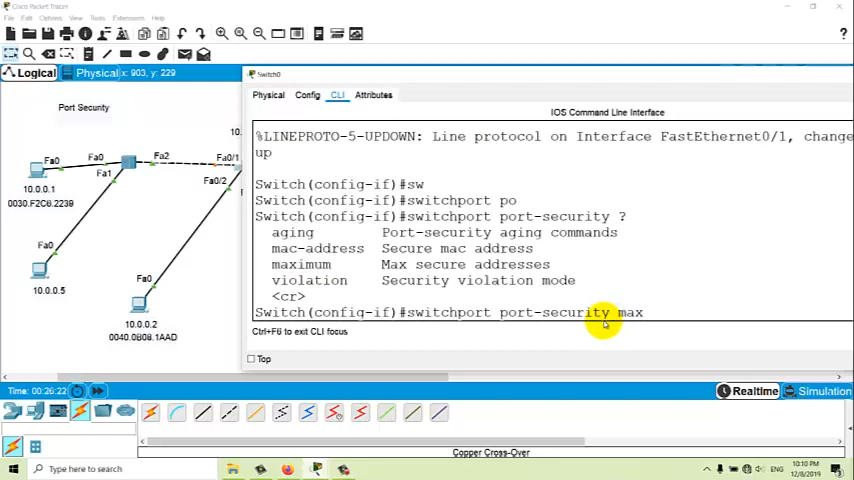 Cisco Packet Tracer
File Edit Options View Tools Extensions Help
Logical Physical x: 903, y: 229
Switch0
Physical Config CLI Attributes
IOS Command Line Interface
Port Security
10.
Fa0 Fa0 Fa2 Fa0/1
Fa1 Fa0/2
10.0.0.1
0030.F2C6.2239
Fa0 Fa0
10.0.0.5
10.0.0.2
0040.0B08.1AAD
%LINEPROTO-5-UPDOWN: Line protocol on Interface FastEthernet0/1, change
up
Switch(config-if)#sw
Switch(config-if)#switchport po
Switch(config-if)#switchport port-security ?
aging Port-security aging commands
mac-address Secure mac address
maximum Max secure addresses
violation Security violation mode
<cr>
Switch(config-if)#switchport port-security max
Ctrl+F6 to exit CLI focus
Top
Time: 00:26:22
Realtime Simulation
Copper Cross-Over
Type here to search
ENG
10:10 PM
12/8/2019